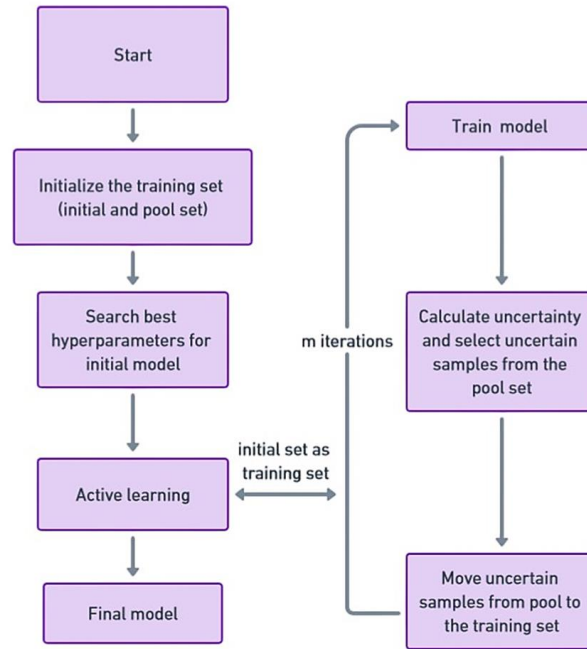 Start
Initialize the training set
(initial and pool set)
Search best
hyperparameters for
initial model
Active learning
Final model
initial set as
training set
m iterations
Train model
Calculate uncertainty
and select uncertain
samples from the
pool set
Move uncertain
samples from pool to
the training set